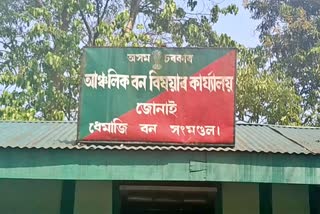 অসম চৰকাৰ
আঞ্চলিক বন বিষয়াৰ কাৰ্য্যালয়
জোনাই
ধেমাজি বন সংমণ্ডল।